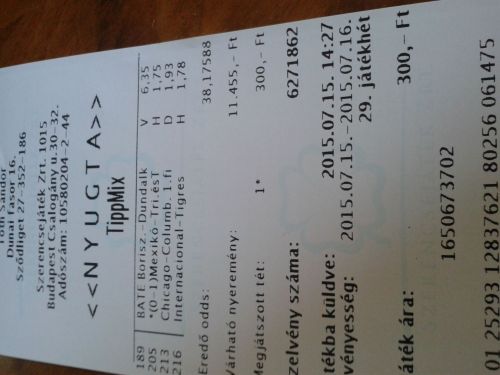 Tóth Sándor
Dunai fasor 16.
Sződliget 27-352-186
Szerencsejáték Zrt. 1015
Budapest Csalogány u.30-32.
Adószám: 10580204-2-44
<<NYUGTA>>
TippMix
189 BATE Borisz.-Dundalk V 6,35
205 *(0-1)Mexikó-Tri.ésT H 1,75
213 Chicago-Columb. 1.fi D 1,93
216 Internacional-Tigres H 1,78
Eredő odds: 38,17588
Várható nyeremény: 11.455,- Ft
Megjátszott tét: 1* 300,- Ft
zelvény száma: 6271862
tékba küldve: 2015.07.15. 14:27
vényesség: 2015.07.15.-2015.07.16.
29. játékhét
áték ára: 300,- Ft
1650673702
01 25293 12837621 80256 061475